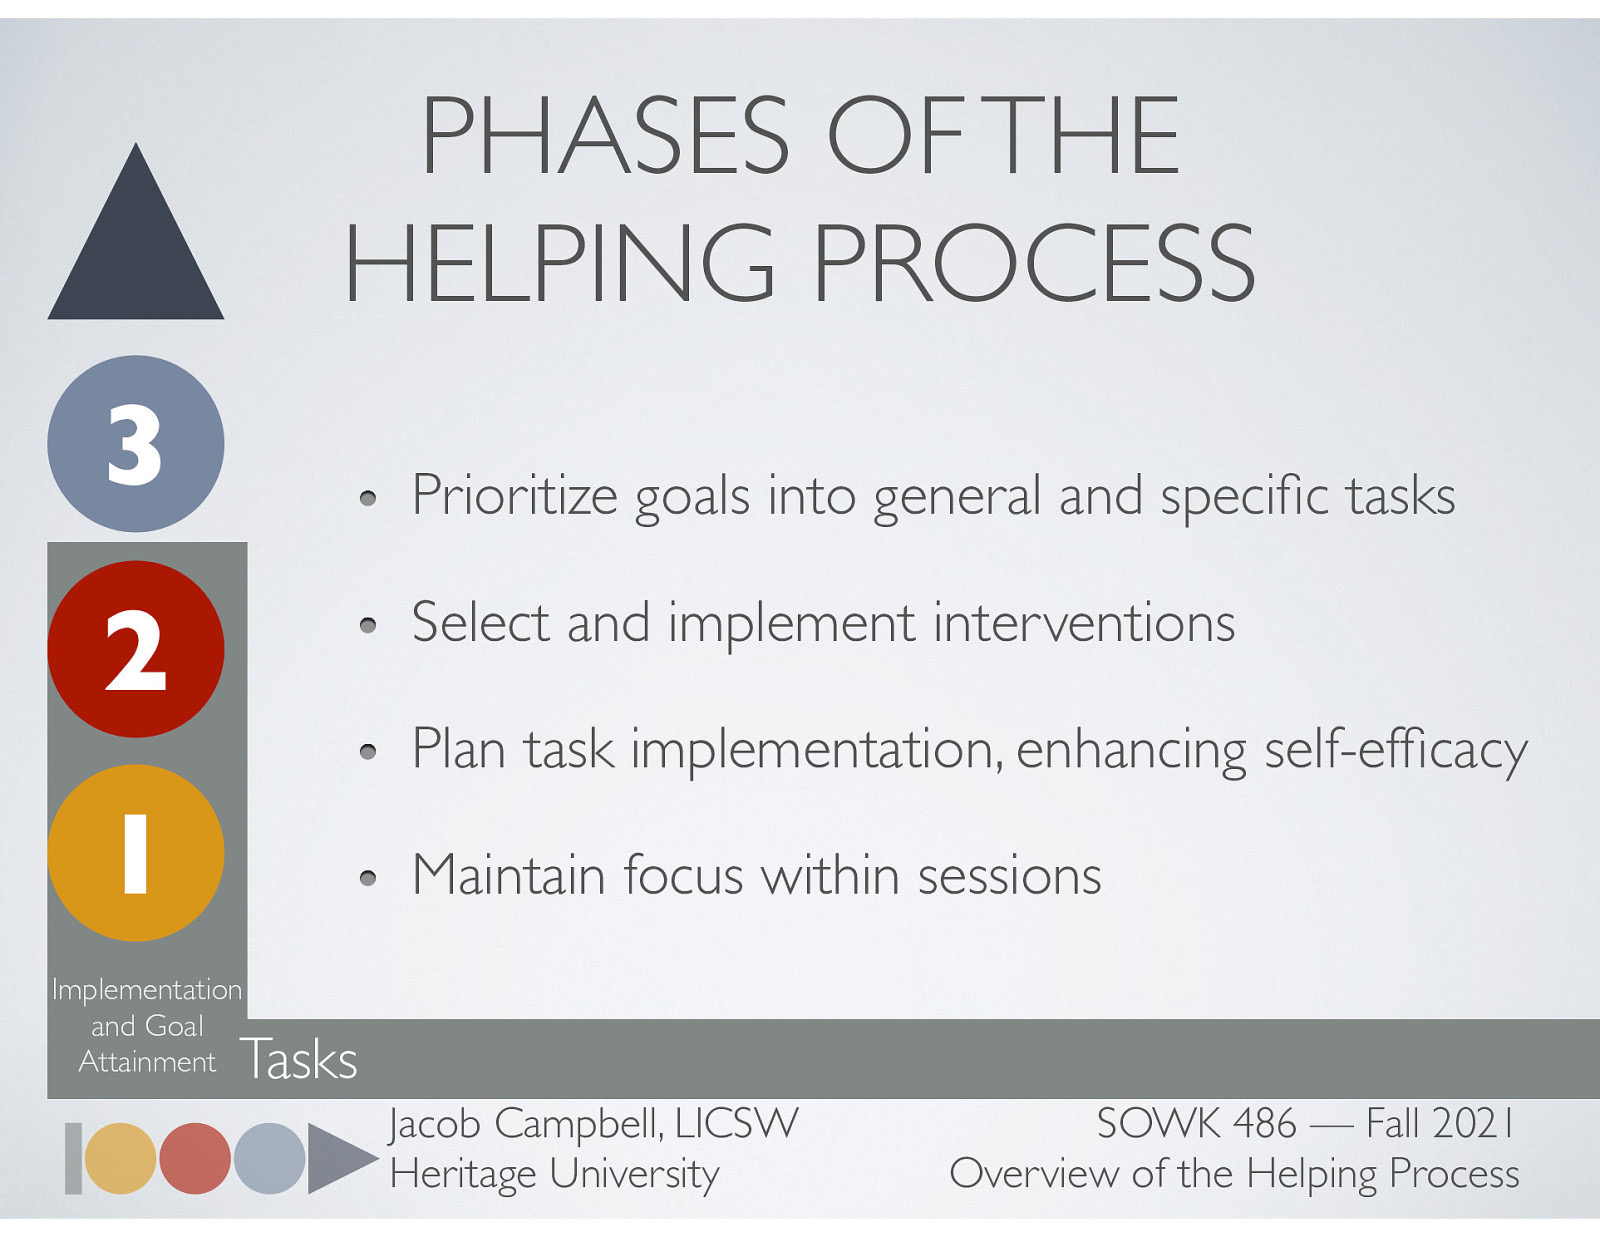 PHASES OF THE
HELPING PROCESS
3
2
1
• Prioritize goals into general and specific tasks
• Select and implement interventions
• Plan task implementation, enhancing self-efficacy
• Maintain focus within sessions
Implementation
and Goal
Attainment
Tasks
Jacob Campbell, LICSW
Heritage University
SOWK 486 — Fall 2021
Overview of the Helping Process